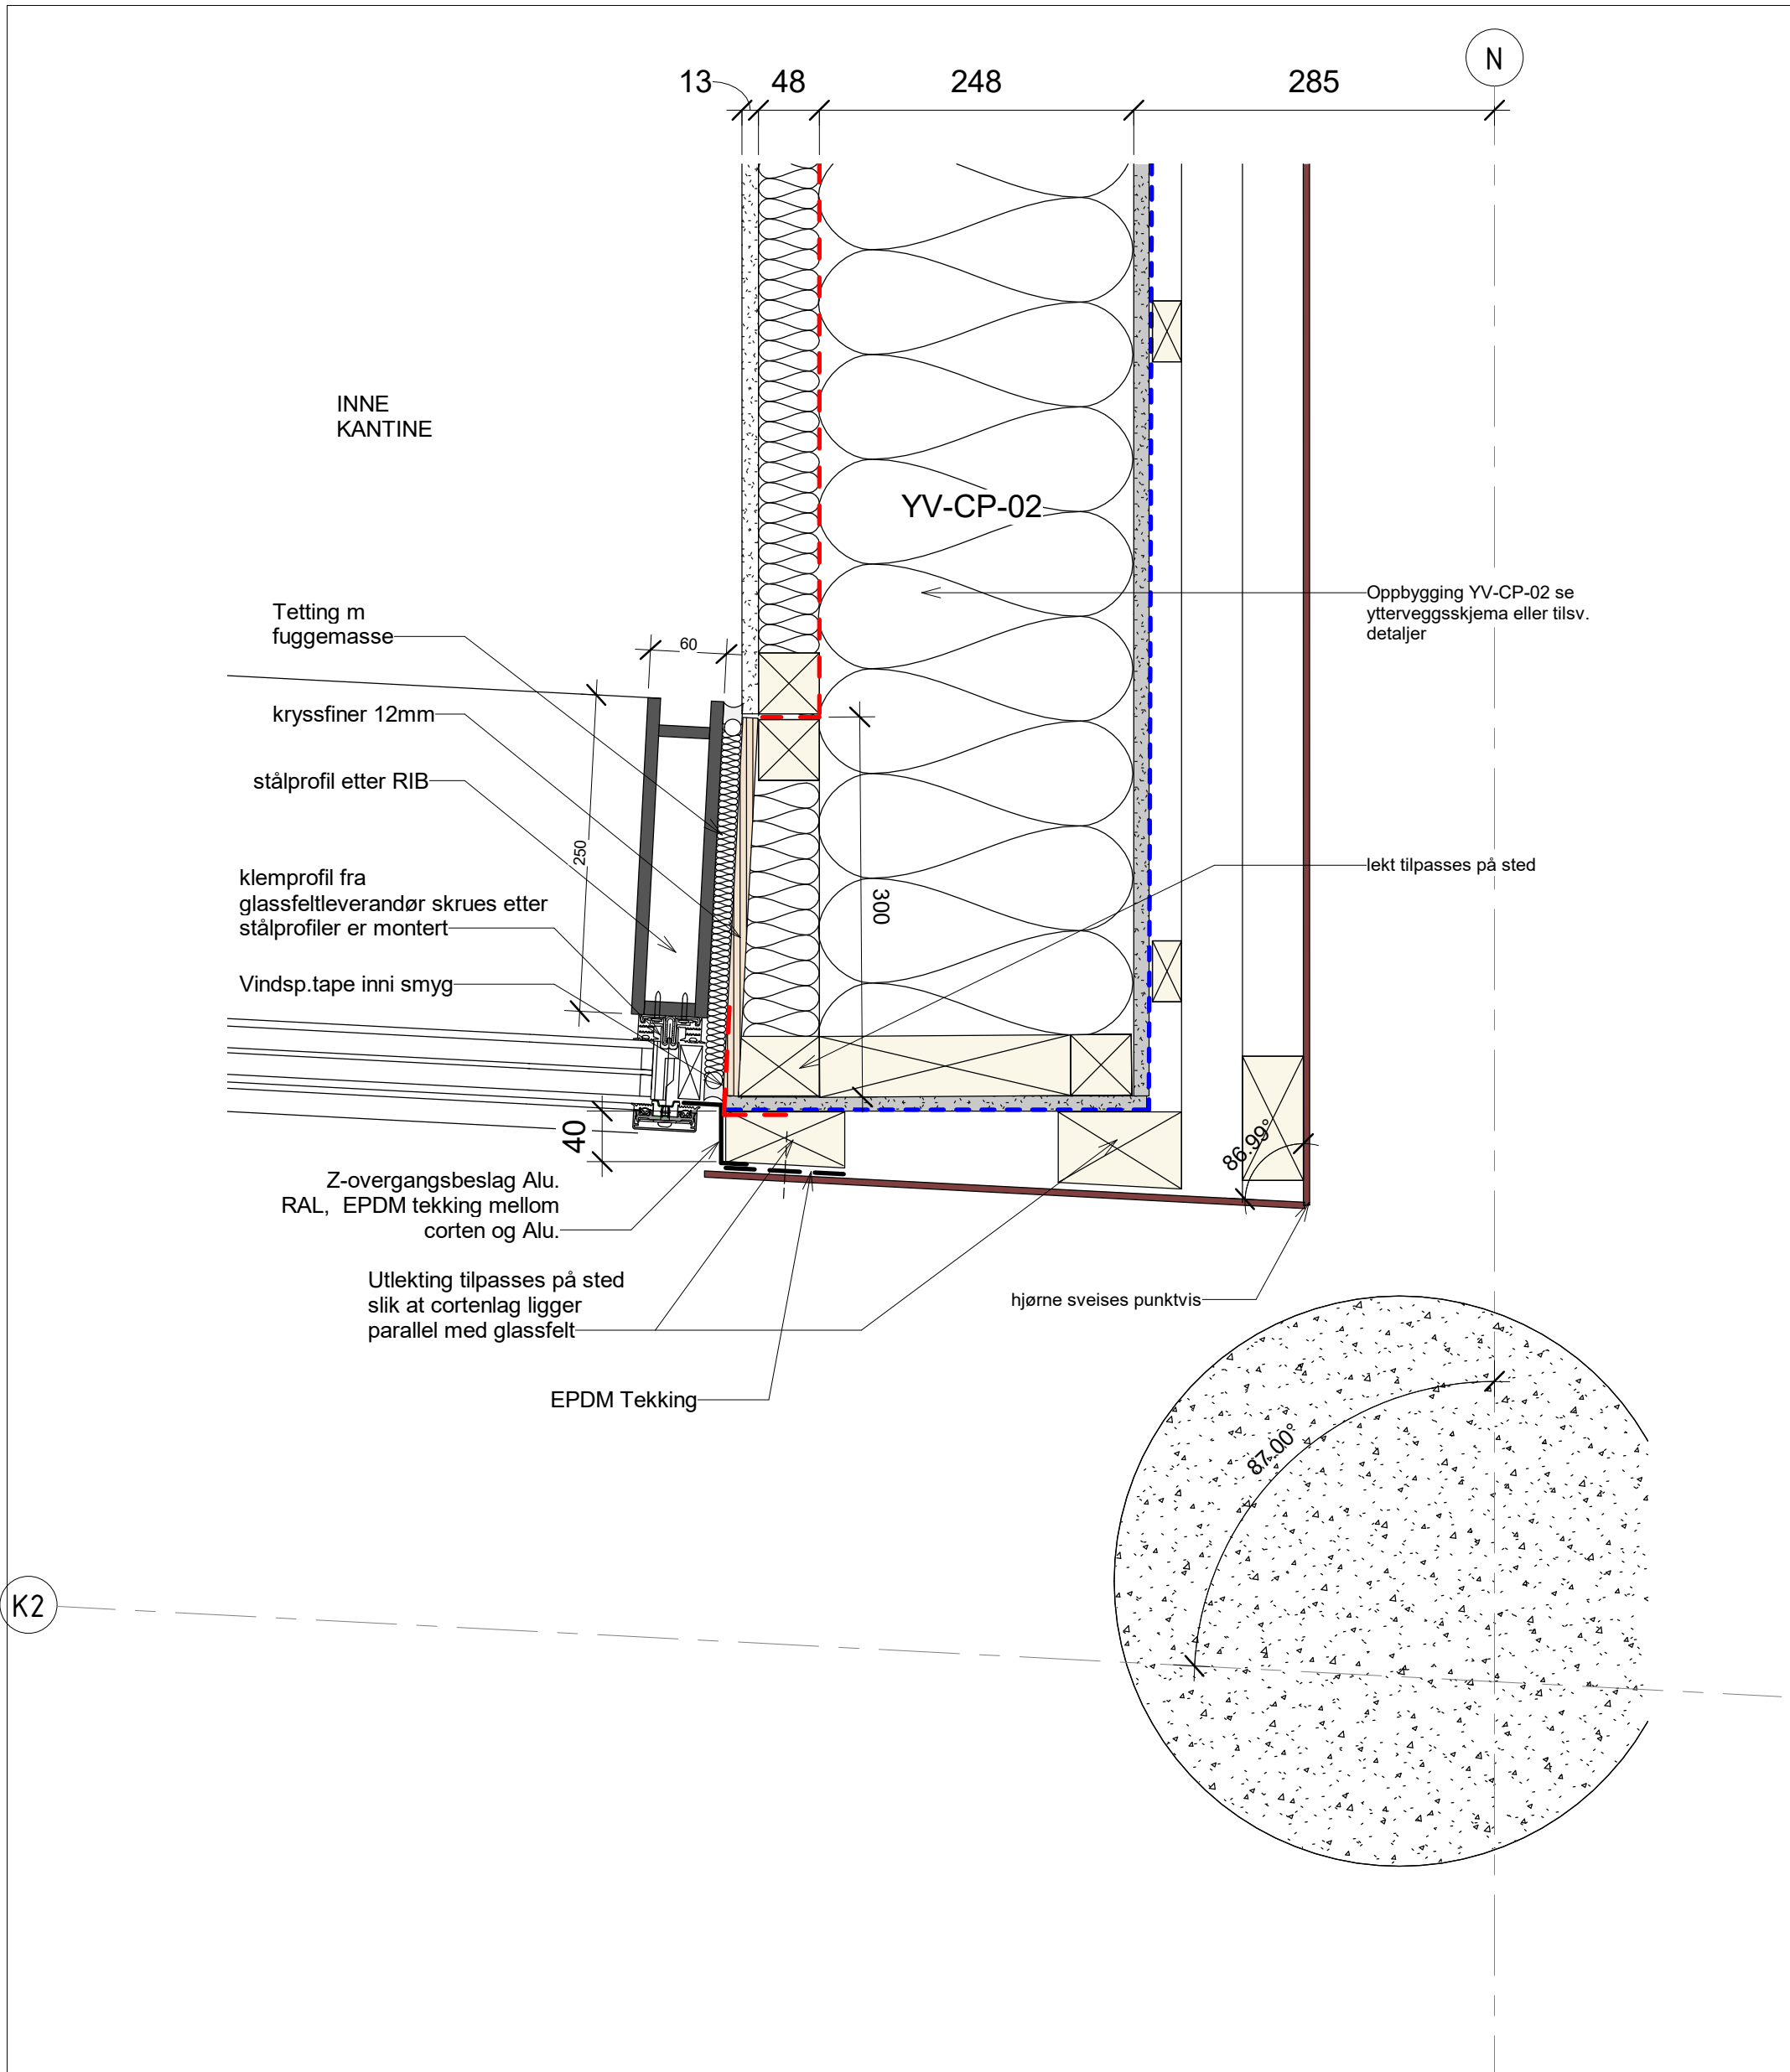 N
13
48
248
285
INNE
KANTINE
YV-CP-02
Oppbygging YV-CP-02 se
ytterveggsskjema eller tilsv.
detaljer
Tetting m
fuggemasse
60
kryssfiner 12mm
stålprofil etter RIB
250
klemprofil fra
glassfeltleverandør skrues etter
stålprofiler er montert
300
lekt tilpasses på sted
Vindsp.tape inni smyg
40
86.99°
Z-overgangsbeslag Alu.
RAL, EPDM tekking mellom
corten og Alu.
Utlekting tilpasses på sted
slik at cortenlag ligger
parallel med glassfelt
hjørne sveises punktvis
EPDM Tekking
87.00°
K2